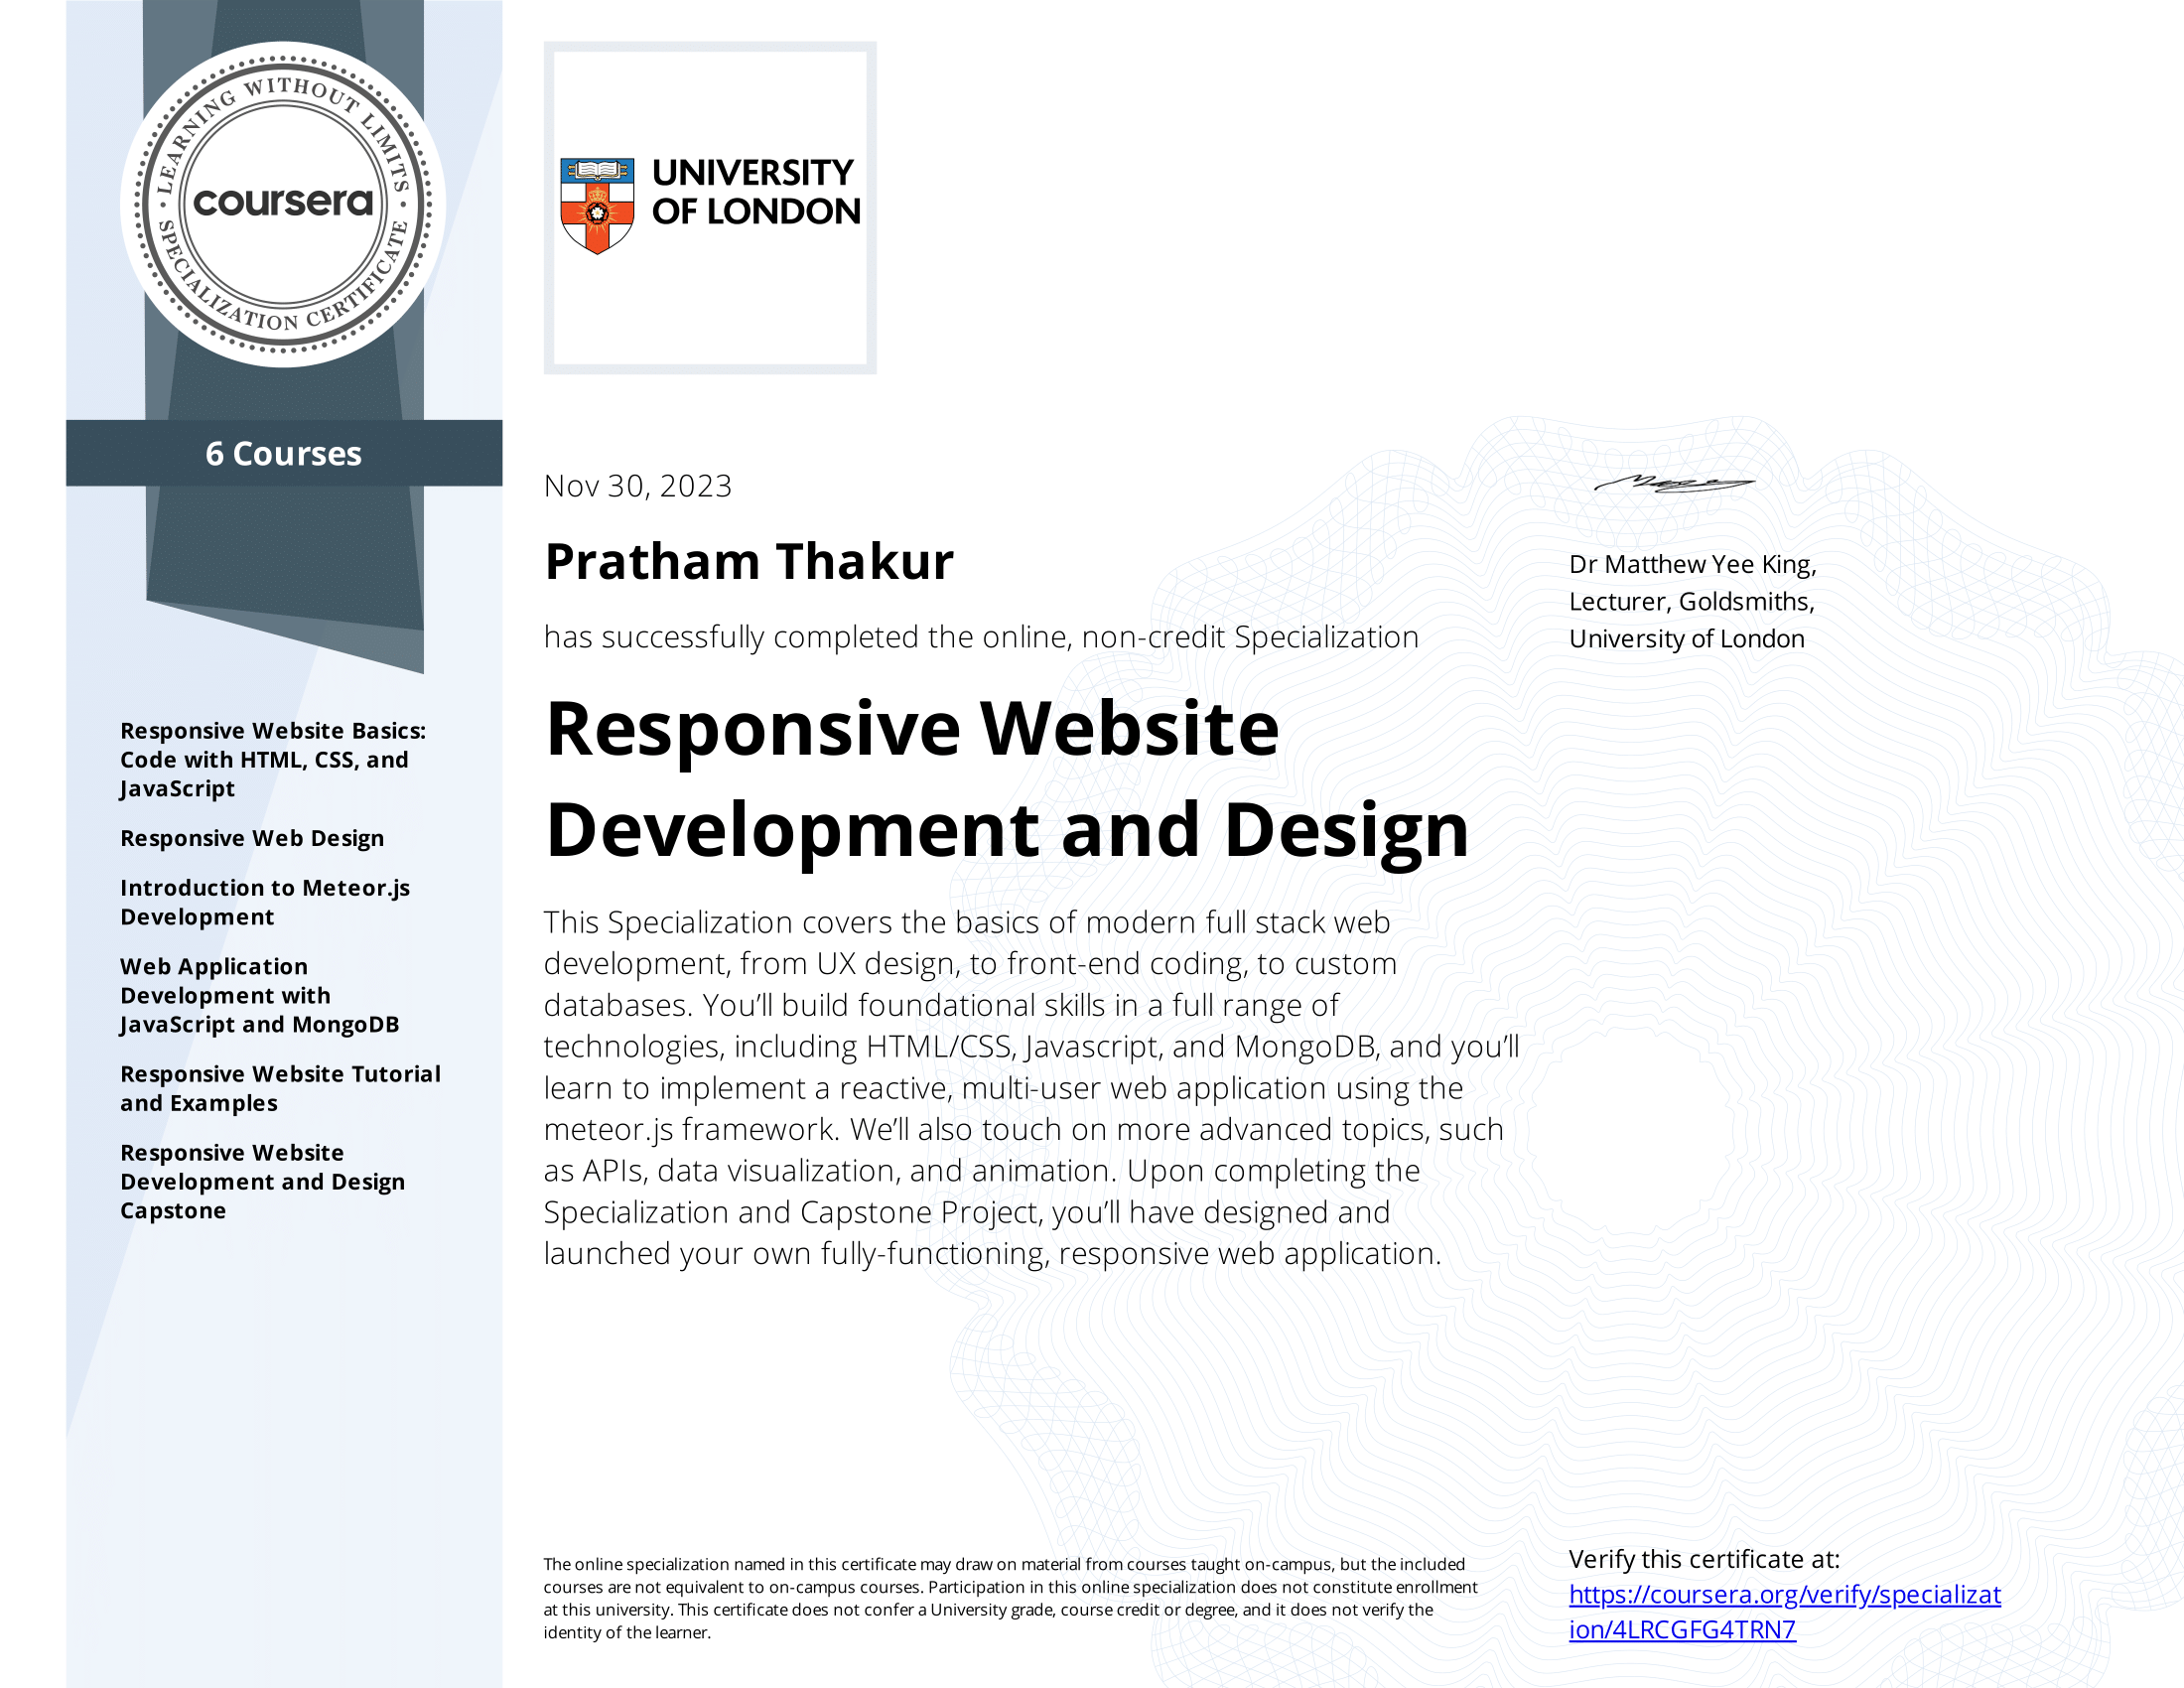 LEARNING WITHOUT LIMITS
coursera
SPECIALIZATION CERTIFICATE
6 Courses
Responsive Website Basics:
Code with HTML, CSS, and
JavaScript
Responsive Web Design
Introduction to Meteor.js
Development
Web Application
Development with
JavaScript and MongoDB
Responsive Website Tutorial
and Examples
Responsive Website
Development and Design
Capstone
UNIVERSITY
OF LONDON
Nov 30, 2023
Pratham Thakur
has successfully completed the online, non-credit Specialization
Responsive Website
Development and Design
This Specialization covers the basics of modern full stack web
development, from UX design, to front-end coding, to custom
databases. You’ll build foundational skills in a full range of
technologies, including HTML/CSS, Javascript, and MongoDB, and you’ll
learn to implement a reactive, multi-user web application using the
meteor.js framework. We’ll also touch on more advanced topics, such
as APIs, data visualization, and animation. Upon completing the
Specialization and Capstone Project, you’ll have designed and
launched your own fully-functioning, responsive web application.
Dr Matthew Yee King,
Lecturer, Goldsmiths,
University of London
The online specialization named in this certificate may draw on material from courses taught on-campus, but the included
courses are not equivalent to on-campus courses. Participation in this online specialization does not constitute enrollment
at this university. This certificate does not confer a University grade, course credit or degree, and it does not verify the
identity of the learner.
Verify this certificate at:
https://coursera.org/verify/specializat
ion/4LRCGFG4TRN7